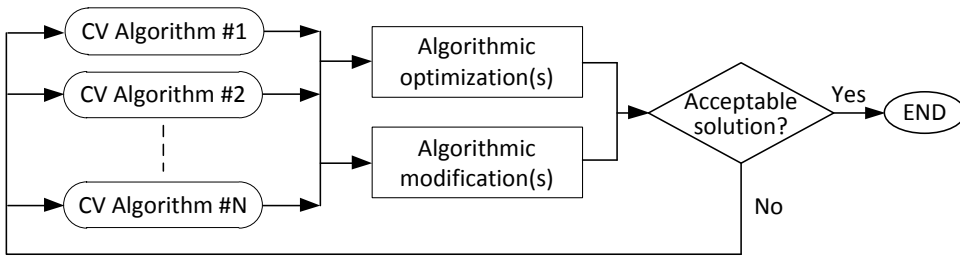 CV Algorithm #1
CV Algorithm #2
CV Algorithm #N
Algorithmic
optimization(s)
Algorithmic
modification(s)
Acceptable
solution?
Yes
No
END